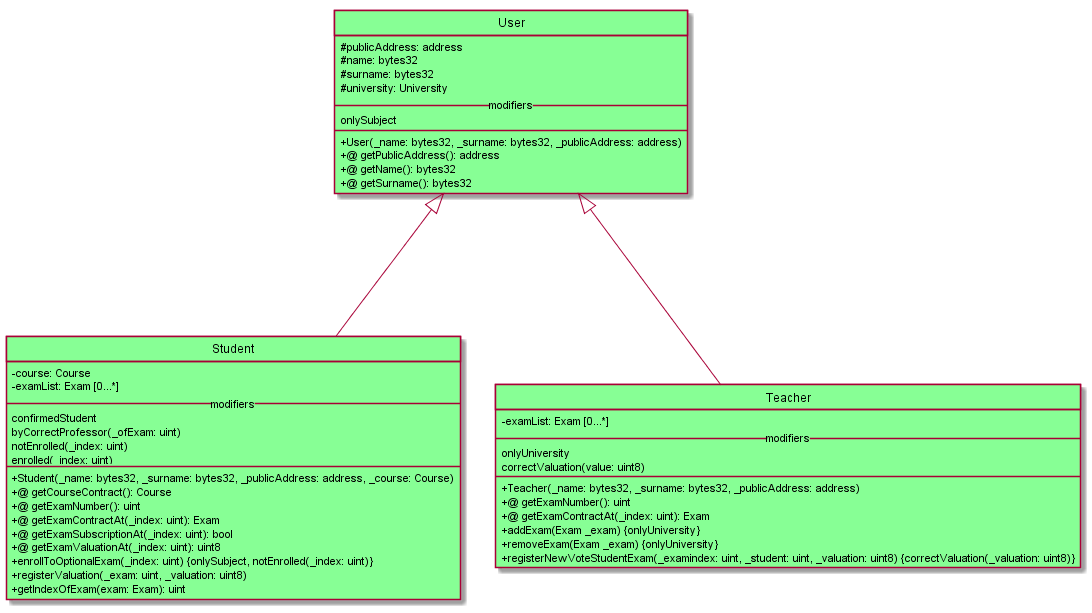 User
#publicAddress: address
#name: bytes32
#surname: bytes32
#university: University
modifiers
onlySubject
+User(_name: bytes32, _surname: bytes32, _publicAddress: address)
+@ getPublicAddress(): address
+@ getName(): bytes32
+@ getSurname(): bytes32
Student
-course: Course
-examList: Exam [0...*]
modifiers
confirmedStudent
byCorrectProfessor(_ofExam: uint)
notEnrolled(_index: uint)
enrolled(_index: uint)
+Student(_name: bytes32, _surname: bytes32, _publicAddress: address, _course: Course)
+@ getCourseContract(): Course
+@ getExamNumber(): uint
+@ getExamContractAt(_index: uint): Exam
+@ getExamSubscriptionAt(_index: uint): bool
+@ getExamValuationAt(_index: uint): uint8
+enrollToOptionalExam(_index: uint) {onlySubject, notEnrolled(_index: uint)}
+registerValuation(_exam: uint, _valuation: uint8)
+getIndexOfExam(exam: Exam): uint
Teacher
-examList: Exam [0...*]
modifiers
onlyUniversity
correctValuation(value: uint8)
+Teacher(_name: bytes32, _surname: bytes32, _publicAddress: address)
+@ getExamNumber(): uint
+@ getExamContractAt(_index: uint): Exam
+addExam(Exam _exam) {onlyUniversity}
+removeExam(Exam _exam) {onlyUniversity}
+registerNewVoteStudentExam(_examindex: uint, _student: uint, _valuation: uint8) {correctValuation(_valuation: uint8)}